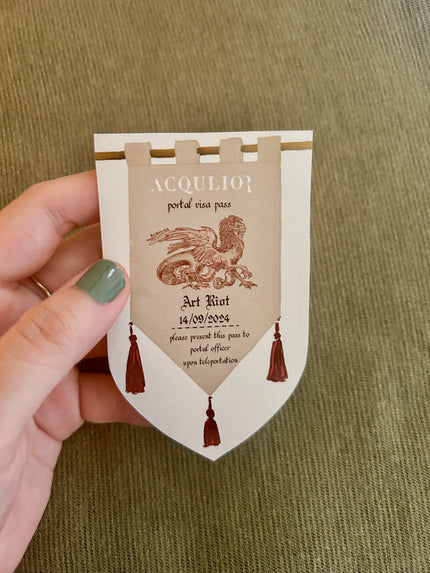 ACQULIOR
portal visa pass
Art Riot
14/09/2024
please present this pass to
portal officer
upon teleportation